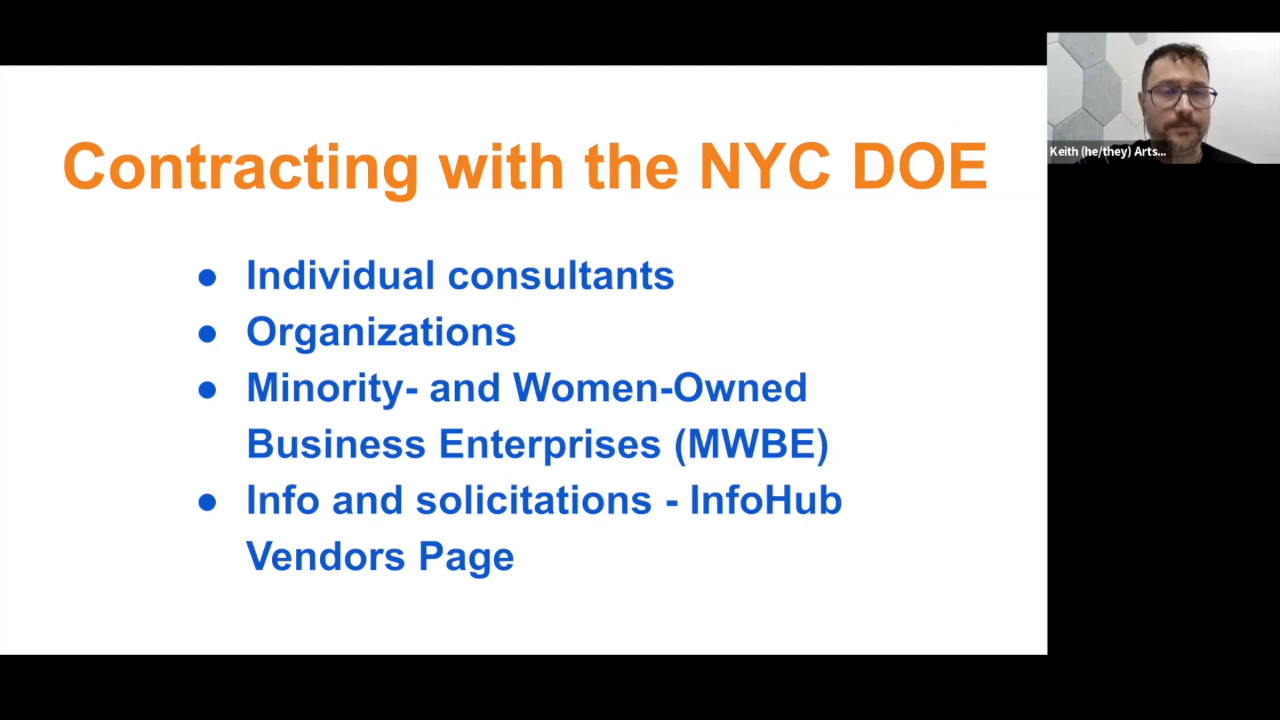 Contracting with the NYC DOE
● Individual consultants
● Organizations
● Minority- and Women-Owned
Business Enterprises (MWBE)
● Info and solicitations - InfoHub
Vendors Page
Keith (he/they) Arts...